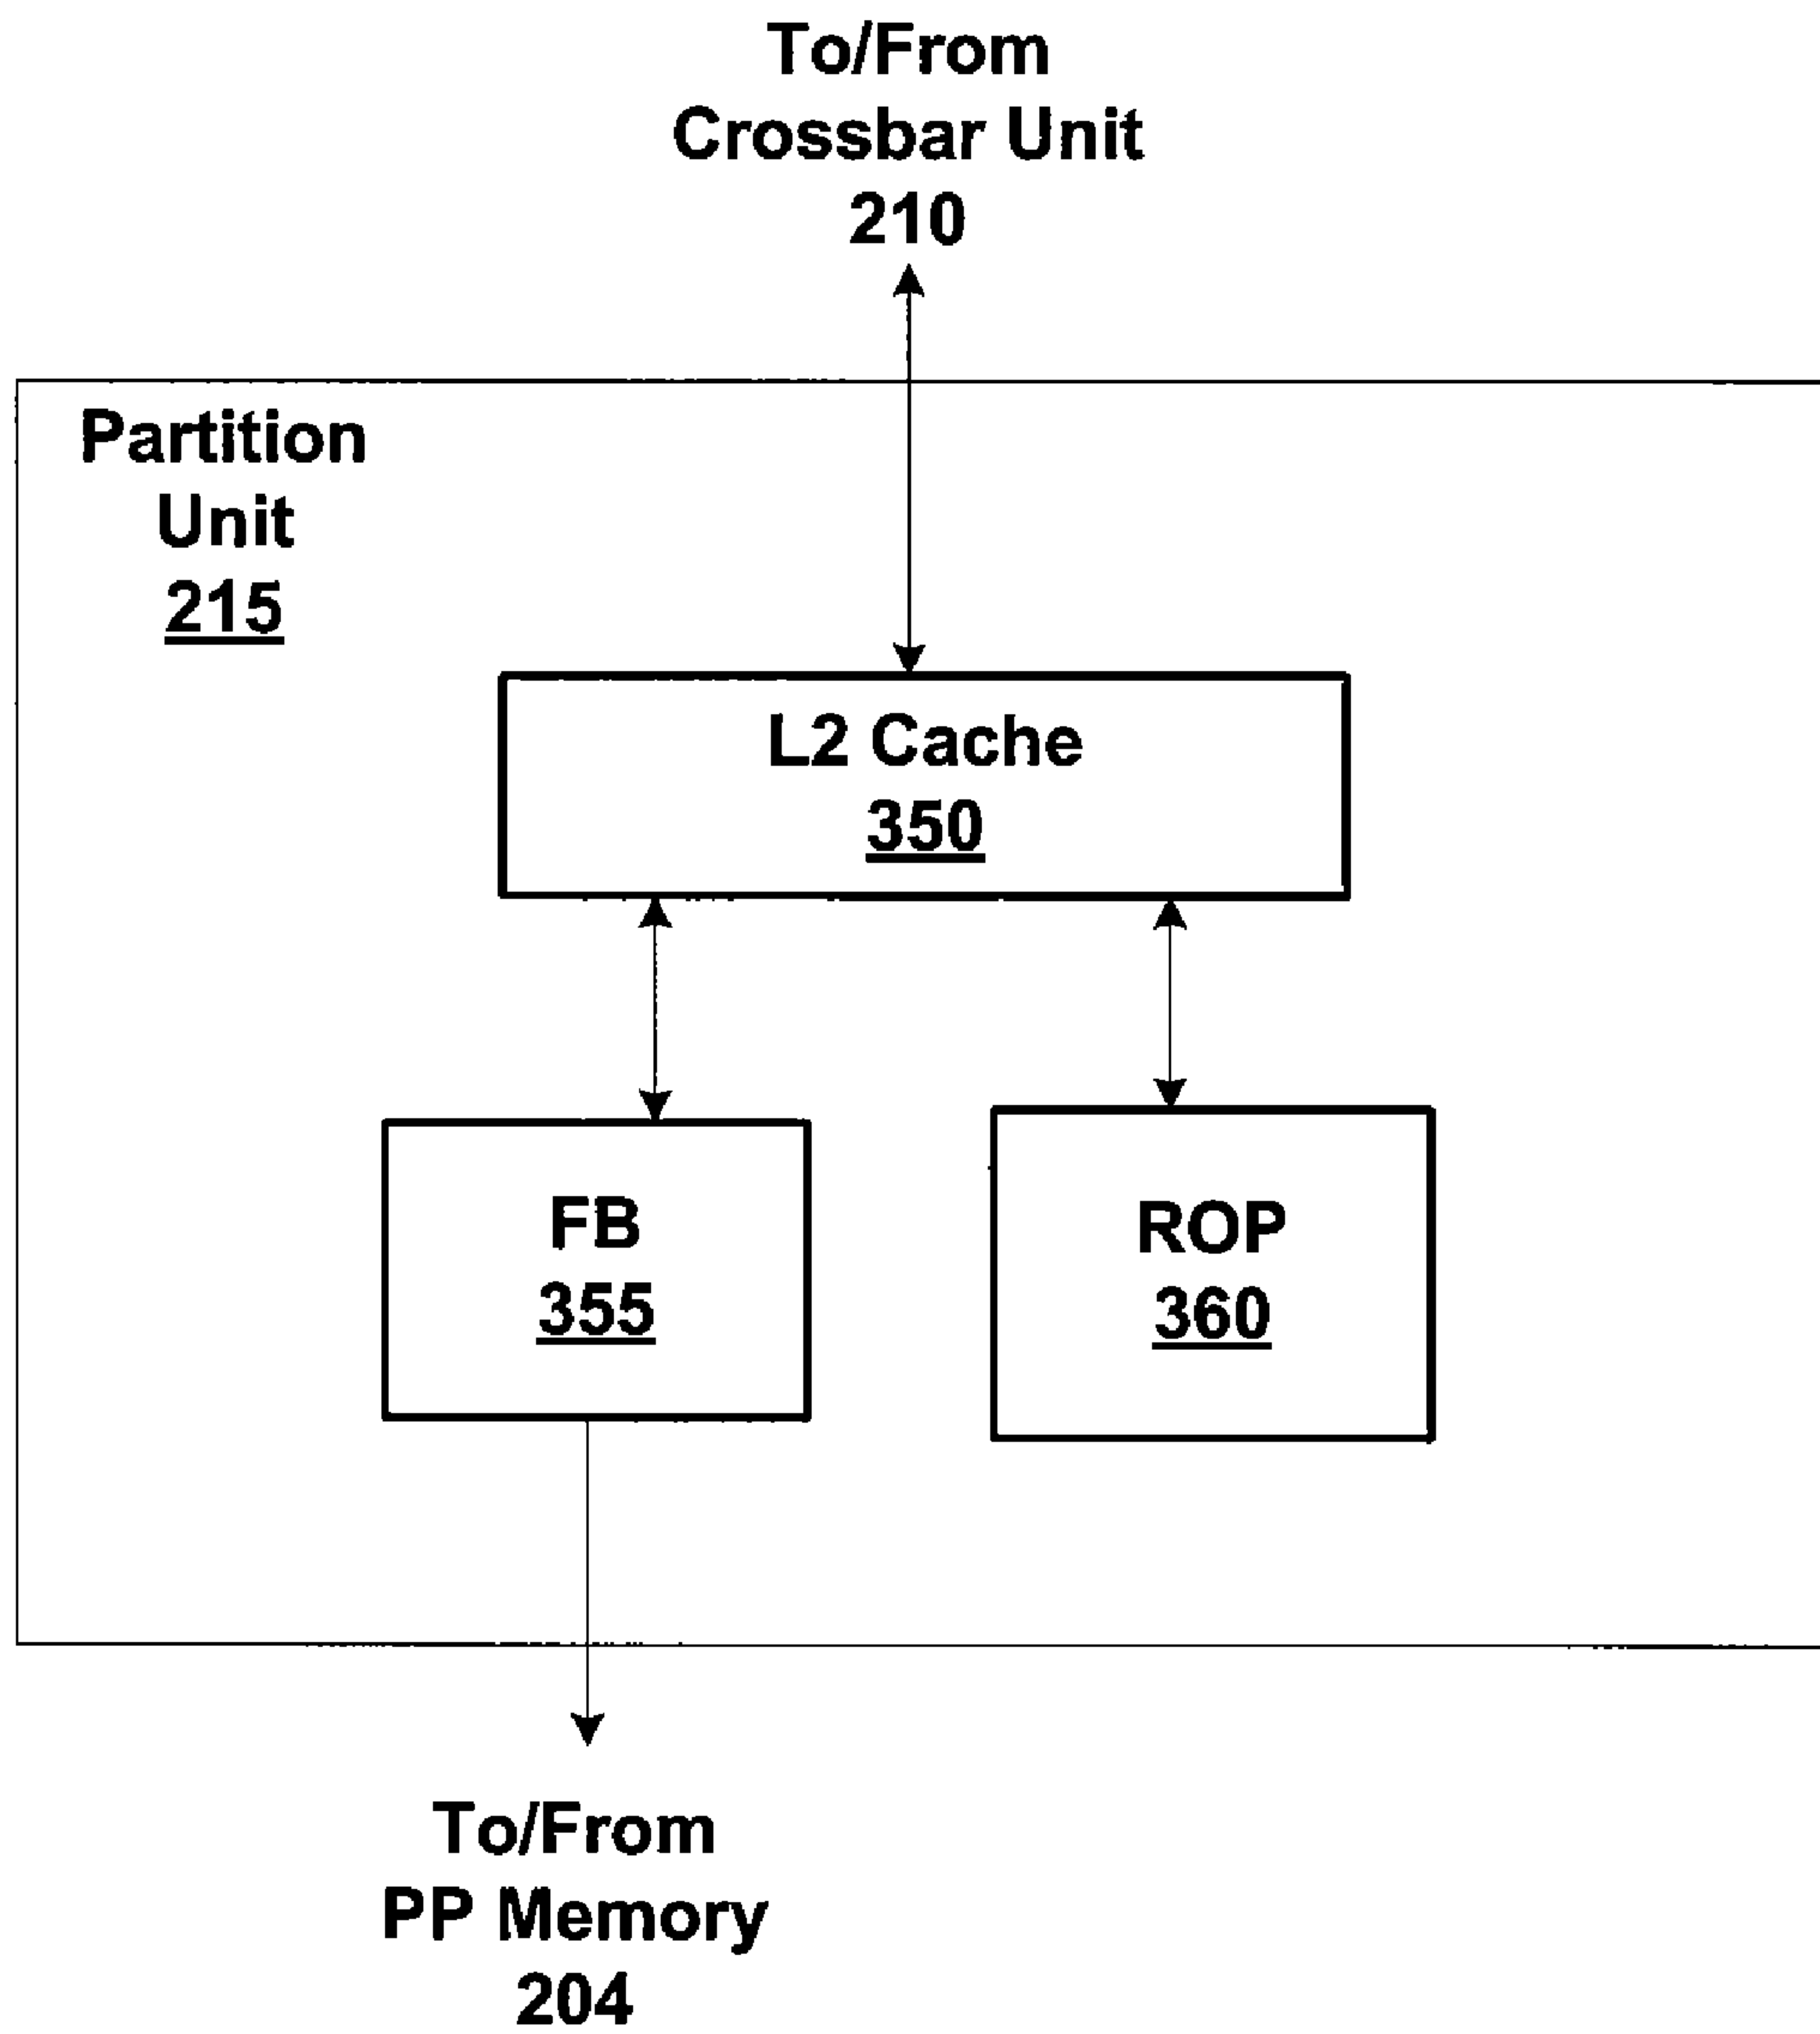 To/From
Crossbar Unit
210
Partition
Unit
215
L2 Cache
350
FB
355
ROP
360
To/From
PP Memory
204